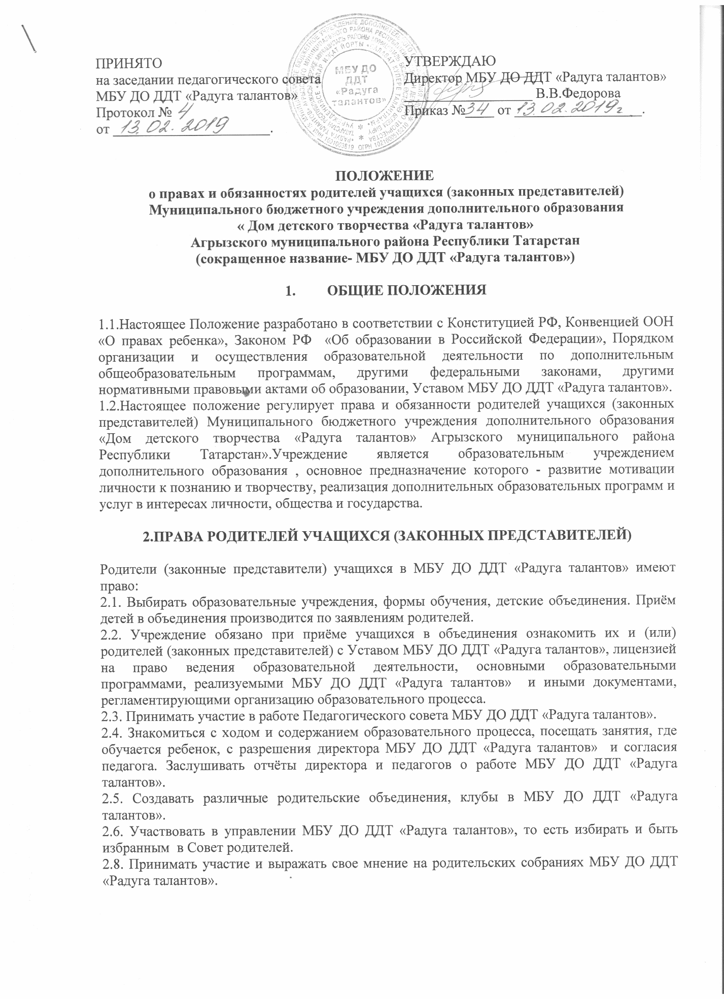 ПРИНЯТО
на заседании педагогического совета
МБУ ДО ДДТ «Радуга талантов»
Протокол № 4
от 13.02.2019.
МБУ ДО
ДДТ
«Радуга
талантов»
УТВЕРЖДАЮ
Директор МБУ ДО ДДТ «Радуга талантов»
В.В.Федорова
Приказ №34 от 13.02.2019г.
ПОЛОЖЕНИЕ
о правах и обязанностях родителей учащихся (законных представителей)
Муниципального бюджетного учреждения дополнительного образования
« Дом детского творчества «Радуга талантов»
Агрызского муниципального района Республики Татарстан
(сокращенное название- МБУ ДО ДДТ «Радуга талантов»)
1. ОБЩИЕ ПОЛОЖЕНИЯ
1.1.Настоящее Положение разработано в соответствии с Конституцией РФ, Конвенцией ООН
«О правах ребенка», Законом РФ «Об образовании в Российской Федерации», Порядком
организации и осуществления образовательной деятельности по дополнительным
общеобразовательным программам, другими федеральными законами, другими
нормативными правовыми актами об образовании, Уставом МБУ ДО ДДТ «Радуга талантов».
1.2.Настоящее положение регулирует права и обязанности родителей учащихся (законных
представителей) Муниципального бюджетного учреждения дополнительного образования
«Дом детского творчества «Радуга талантов» Агрызского муниципального района
Республики Татарстан».Учреждение является образовательным учреждением
дополнительного образования , основное предназначение которого - развитие мотивации
личности к познанию и творчеству, реализация дополнительных образовательных программ и
услуг в интересах личности, общества и государства.
2.ПРАВА РОДИТЕЛЕЙ УЧАЩИХСЯ (ЗАКОННЫХ ПРЕДСТАВИТЕЛЕЙ)
Родители (законные представители) учащихся в МБУ ДО ДДТ «Радуга талантов» имеют
право:
2.1. Выбирать образовательные учреждения, формы обучения, детские объединения. Приём
детей в объединения производится по заявлениям родителей.
2.2. Учреждение обязано при приёме учащихся в объединения ознакомить их и (или)
родителей (законных представителей) с Уставом МБУ ДО ДДТ «Радуга талантов», лицензией
на право ведения образовательной деятельности, основными образовательными
программами, реализуемыми МБУ ДО ДДТ «Радуга талантов» и иными документами,
регламентирующими организацию образовательного процесса.
2.3. Принимать участие в работе Педагогического совета МБУ ДО ДДТ «Радуга талантов».
2.4. Знакомиться с ходом и содержанием образовательного процесса, посещать занятия, где
обучается ребенок, с разрешения директора МБУ ДО ДДТ «Радуга талантов» и согласия
педагога. Заслушивать отчёты директора и педагогов о работе МБУ ДО ДДТ «Радуга
талантов».
2.5. Создавать различные родительские объединения, клубы в МБУ ДО ДДТ «Радуга
талантов».
2.6. Участвовать в управлении МБУ ДО ДДТ «Радуга талантов», то есть избирать и быть
избранным в Совет родителей.
2.8. Принимать участие и выражать свое мнение на родительских собраниях МБУ ДО ДДТ
«Радуга талантов».